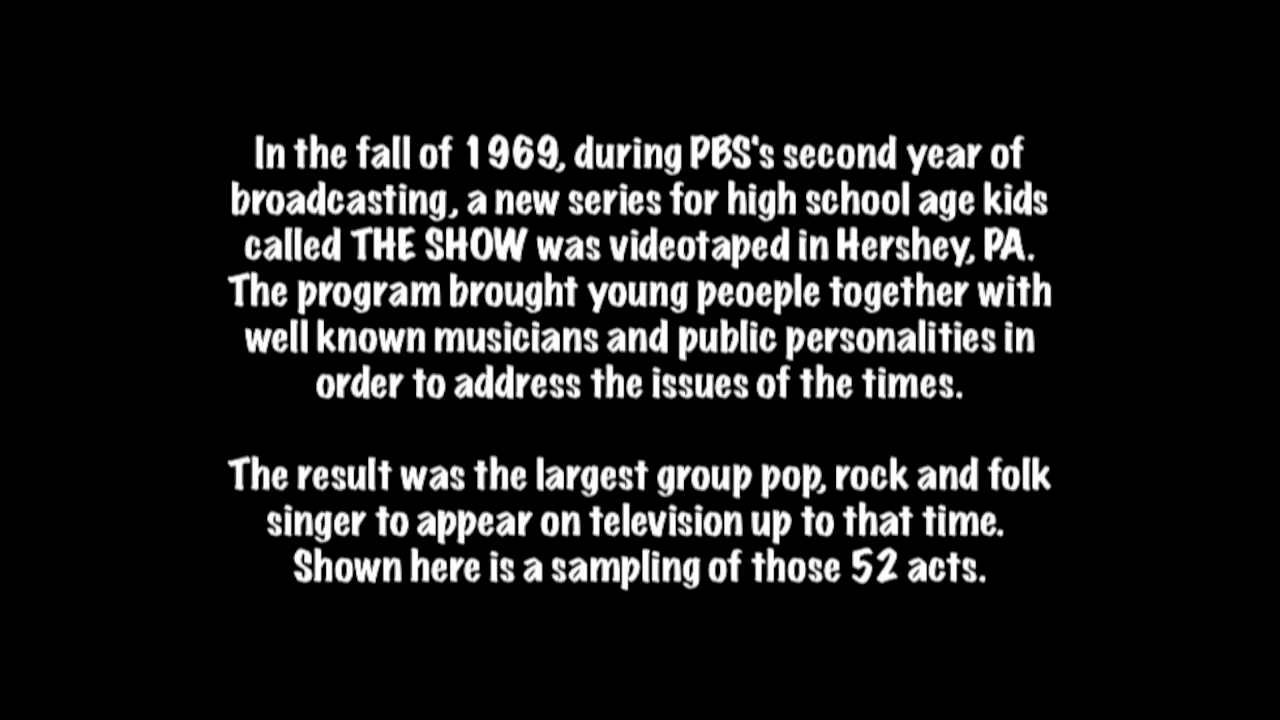 In the fall of 1969, during PBS's second year of
broadcasting, a new series for high school age kids
called THE SHOW was videotaped in Hershey, PA.
The program brought young peoeple together with
well known musicians and public personalities in
order to address the issues of the times.
The result was the largest group pop, rock and folk
singer to appear on television up to that time.
Shown here is a sampling of those 52 acts.